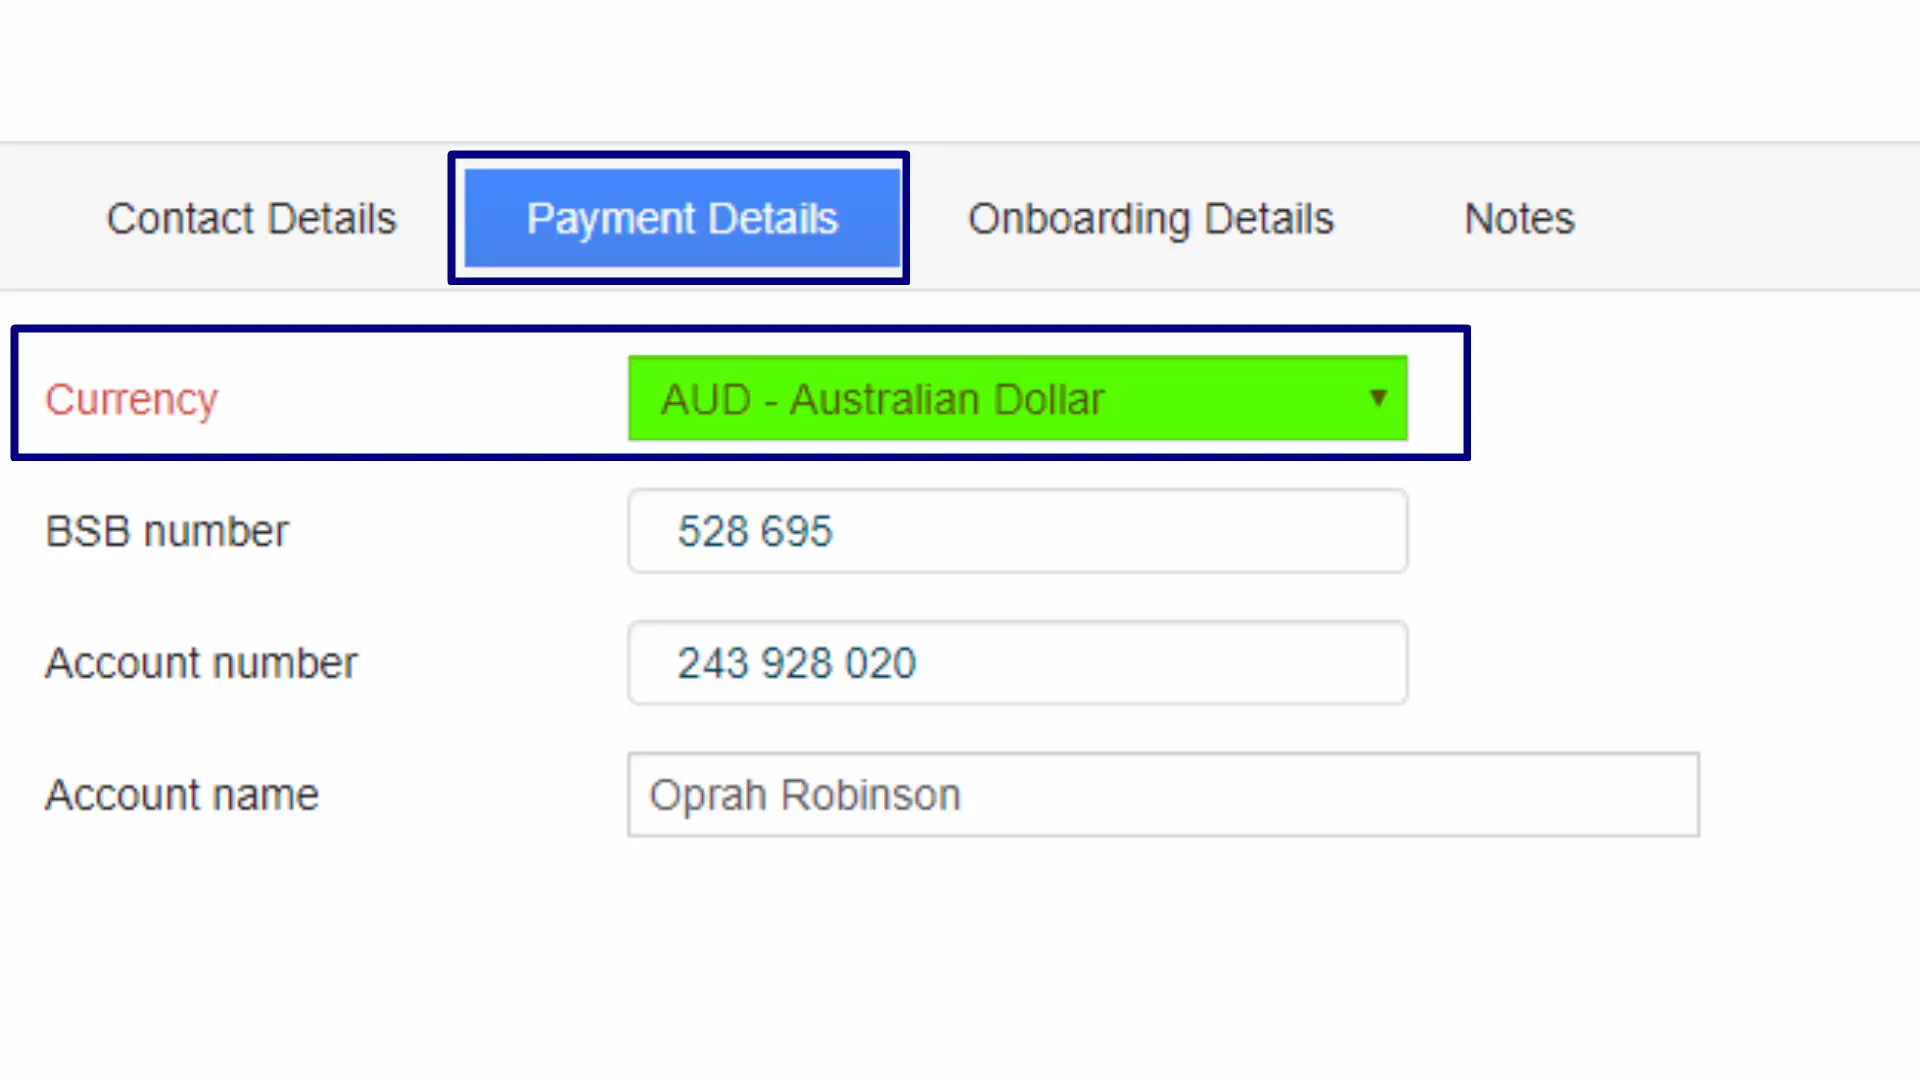 Contact Details Payment Details Onboarding Details Notes
Currency AUD - Australian Dollar
BSB number 528 695
Account number 243 928 020
Account name Oprah Robinson